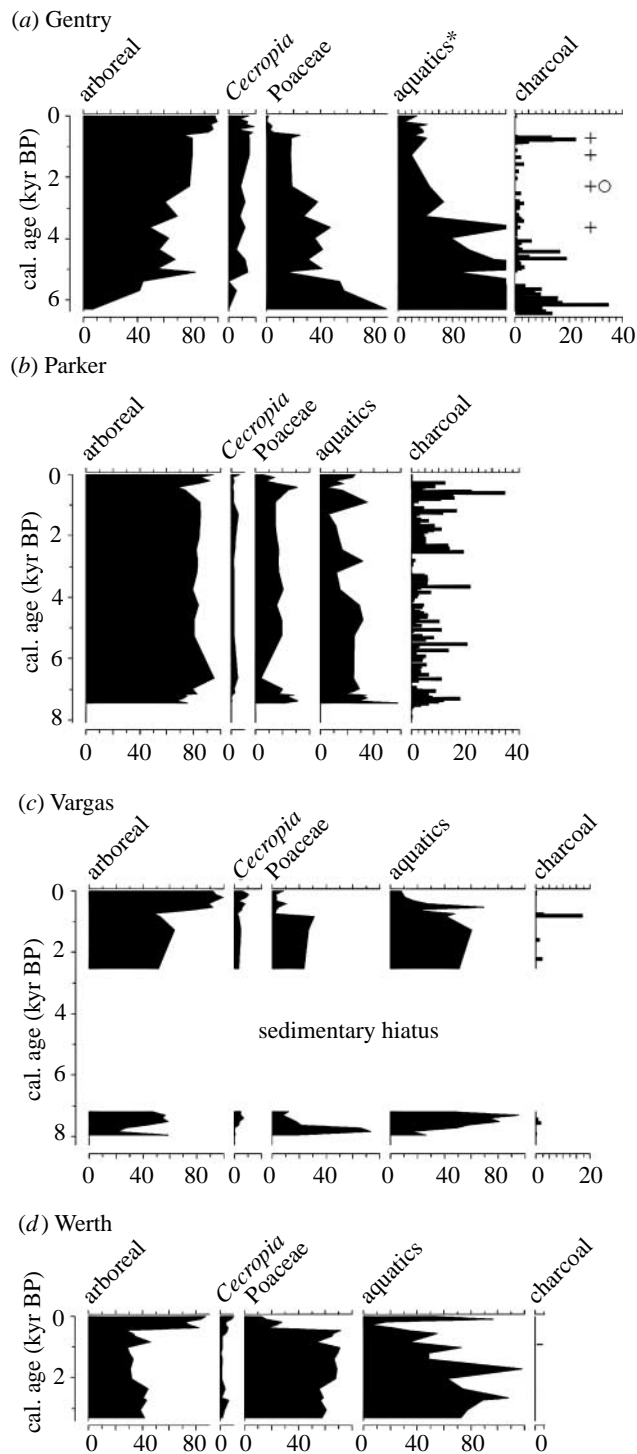 (a) Gentry
arboreal
Cecropia
Poaceae
aquatics*
charcoal
cal. age (kyr BP)
0
2
4
6
0 40 80 0 0 40 80 80 0 10 20 30 40
(b) Parker
arboreal
Cecropia
Poaceae
aquatics
charcoal
cal. age (kyr BP)
0
2
4
6
8
0 40 80 0 0 40 0 40 0 20 40
(c) Vargas
arboreal
Cecropia
Poaceae
aquatics
charcoal
cal. age (kyr BP)
0
2
4
6
8
sedimentary hiatus
0 40 80 0 0 40 0 40 80 0 20
(d) Werth
arboreal
Cecropia
Poaceae
aquatics
charcoal
cal. age (kyr BP)
0
2
0 40 80 0 0 40 80 0 40 80 0